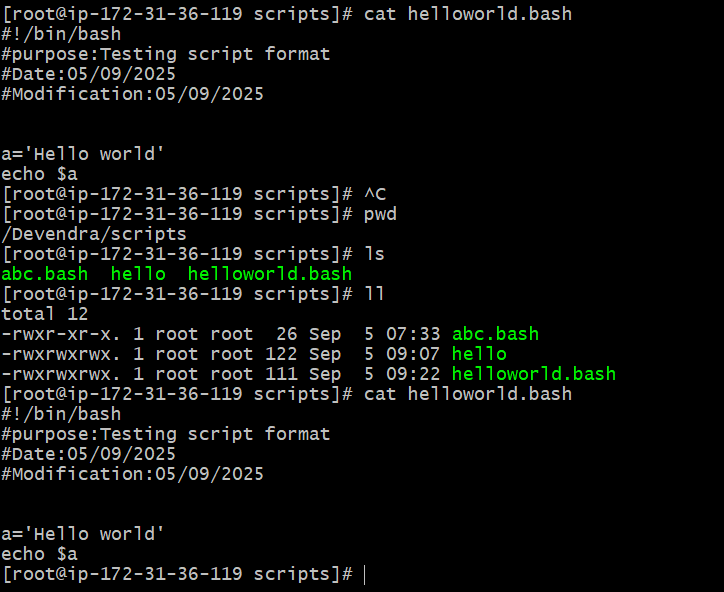 [root@ip-172-31-36-119 scripts]# cat helloworld.bash
#!/bin/bash
#purpose:Testing script format
#Date:05/09/2025
#Modification:05/09/2025
a='Hello world'
echo $a
[root@ip-172-31-36-119 scripts]# ^C
[root@ip-172-31-36-119 scripts]# pwd
/Devendra/scripts
[root@ip-172-31-36-119 scripts]# ls
abc.bash  hello  helloworld.bash
[root@ip-172-31-36-119 scripts]# ll
total 12
-rwxr-xr-x. 1 root root  26 Sep  5 07:33 abc.bash
-rwxrwxrwx. 1 root root 122 Sep  5 09:07 hello
-rwxrwxrwx. 1 root root 111 Sep  5 09:22 helloworld.bash
[root@ip-172-31-36-119 scripts]# cat helloworld.bash
#!/bin/bash
#purpose:Testing script format
#Date:05/09/2025
#Modification:05/09/2025
a='Hello world'
echo $a
[root@ip-172-31-36-119 scripts]#